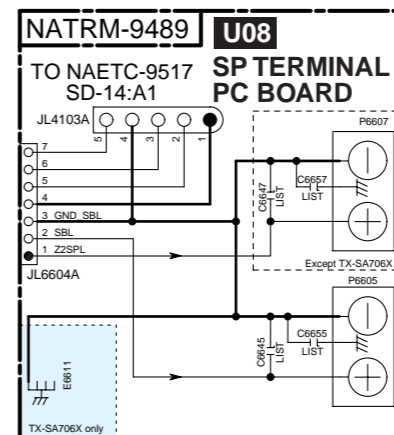 NATRM-9489
U08
TO NAETC-9517
SD-14:A1
SP TERMINAL
PC BOARD
JL4103A
5
4
3
2
1
P6607
7
6
5
4
3 GND_SBL
2 SBL
1 Z2SPL
JL6604A
C6647
LIST
C6657
LIST
Except TX-SA706X
P6605
C6645
LIST
C6655
LIST
E6611
TX-SA706X only